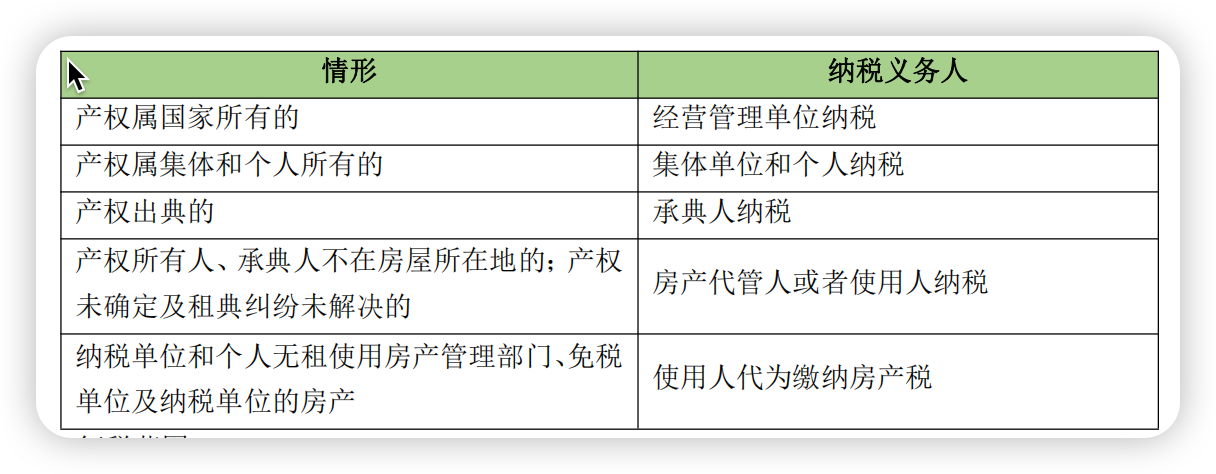 情形 纳税义务人
产权属国家所有的 经营管理单位纳税
产权属集体和个人所有的 集体单位和个人纳税
产权出典的 承典人纳税
产权所有人、承典人不在房屋所在地的；产权
未确定及租典纠纷未解决的
房产代管人或者使用人纳税
纳税单位和个人无租使用房产管理部门、免税
单位及纳税单位的房产
使用人代为缴纳房产税